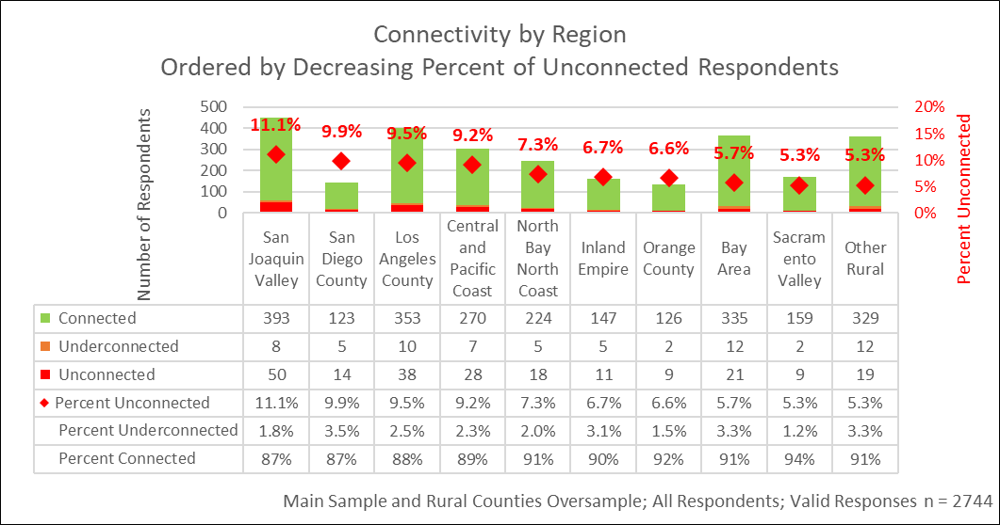 Connectivity by Region
Ordered by Decreasing Percent of Unconnected Respondents
Number of Respondents
500
400
300
200
100
0
11.1% 9.9% 9.5% 9.2% 7.3% 6.7% 6.6% 5.7% 5.3% 5.3%
20%
15%
10%
5%
0%
Percent Unconnected
San Joaquin Valley
San Diego County
Los Angeles County
Central and Pacific Coast
North Bay North Coast
Inland Empire
Orange County
Bay Area
Sacram ento Valley
Other Rural
Connected 393 123 353 270 224 147 126 335 159 329
Underconnected 8 5 10 7 5 5 2 12 2 12
Unconnected 50 14 38 28 18 11 9 21 9 19
Percent Unconnected 11.1% 9.9% 9.5% 9.2% 7.3% 6.7% 6.6% 5.7% 5.3% 5.3%
Percent Underconnected 1.8% 3.5% 2.5% 2.3% 2.0% 3.1% 1.5% 3.3% 1.2% 3.3%
Percent Connected 87% 87% 88% 89% 91% 90% 92% 91% 94% 91%
Main Sample and Rural Counties Oversample; All Respondents; Valid Responses n = 2744